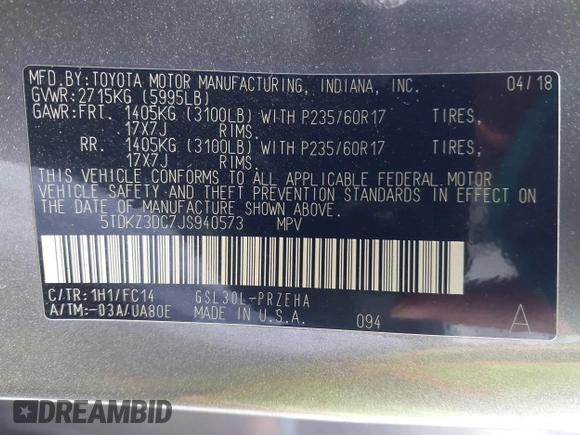 MFD.BY:TOYOTA MOTOR MANUFACTURING, INDIANA, INC. 04/18
GVWR:2715KG (5995LB)
GAWR:FRT. 1405KG (3100LB) WITH P235/60R17 TIRES,
17X7J RIMS.
RR. 1405KG (3100LB) WITH P235/60R17 TIRES,
17X7J RIMS.
THIS VEHICLE CONFORMS TO ALL APPLICABLE FEDERAL MOTOR
VEHICLE SAFETY AND THEFT PREVENTION STANDARDS IN EFFECT ON
THE DATE OF MANUFACTURE SHOWN ABOVE.
5TDKZ3DC7JS940573 MPV
C/TR:1H1/FC14 GSL30L-PRZEHA
A/TM:-03A/UA80E MADE IN U.S.A. 094 A
DREAMBID